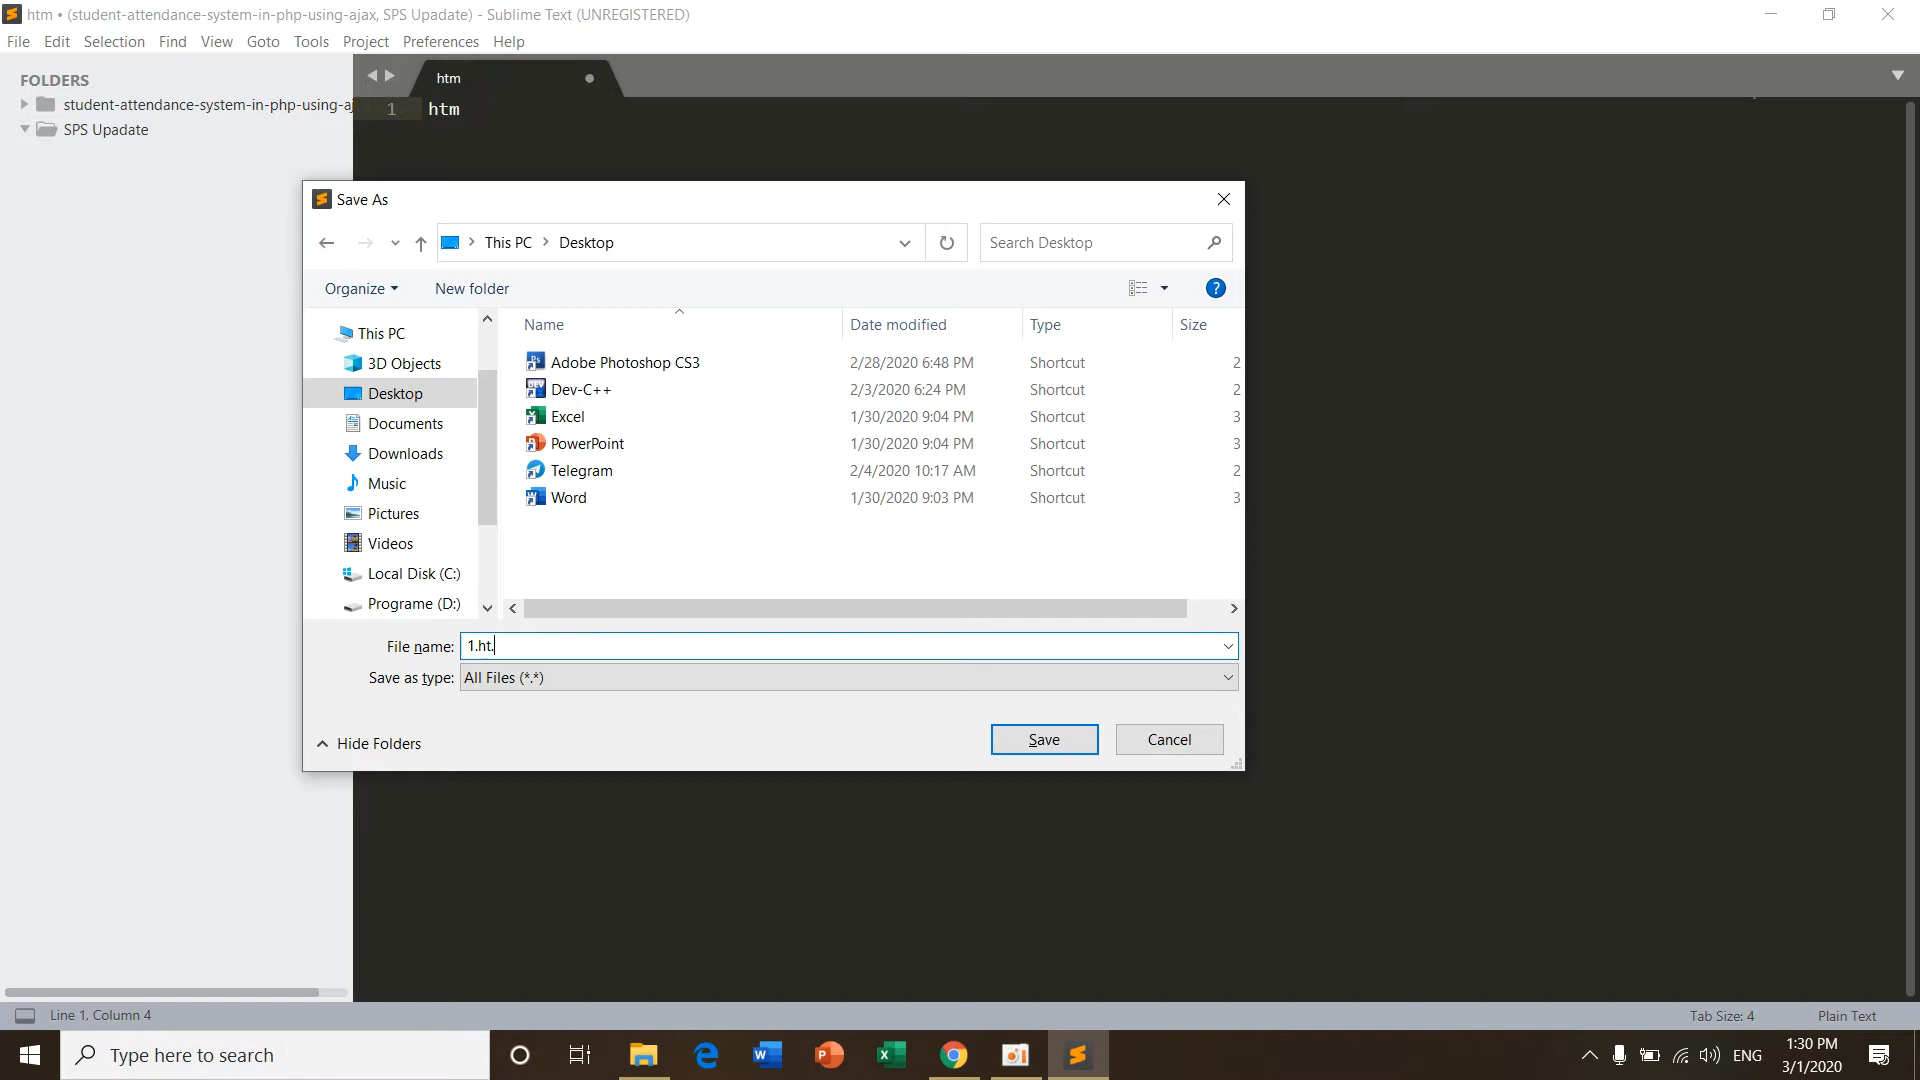 htm • (student-attendance-system-in-php-using-ajax, SPS Upadate) - Sublime Text (UNREGISTERED)
File Edit Selection Find View Goto Tools Project Preferences Help
FOLDERS
student-attendance-system-in-php-using-aj
SPS Upadate
htm
1 htm
Save As
This PC > Desktop
Search Desktop
Organize
New folder
This PC
3D Objects
Desktop
Documents
Downloads
Music
Pictures
Videos
Local Disk (C:)
Programe (D:)
Name Date modified Type Size
Adobe Photoshop CS3 2/28/2020 6:48 PM Shortcut 2
Dev-C++ 2/3/2020 6:24 PM Shortcut 2
Excel 1/30/2020 9:04 PM Shortcut 3
PowerPoint 1/30/2020 9:04 PM Shortcut 3
Telegram 2/4/2020 10:17 AM Shortcut 2
Word 1/30/2020 9:03 PM Shortcut 3
File name: 1.ht.
Save as type: All Files (*.*)
Hide Folders
Save
Cancel
Line 1, Column 4
Tab Size: 4
Plain Text
Type here to search
ENG
1:30 PM
3/1/2020